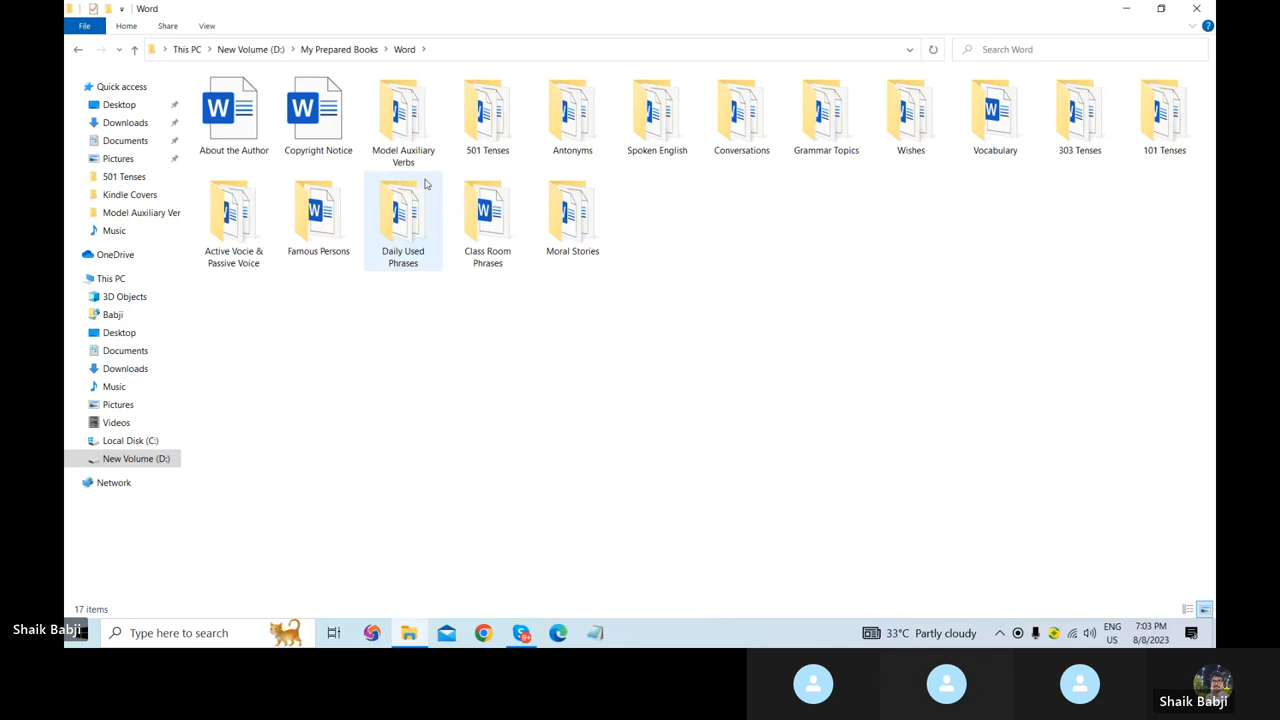 Word
File Home Share View
This PC New Volume (D:) My Prepared Books Word
Search Word
Quick access
Desktop
Downloads
Documents
Pictures
501 Tenses
Kindle Covers
Model Auxiliary Ver
Music
OneDrive
This PC
3D Objects
Babji
Desktop
Documents
Downloads
Music
Pictures
Videos
Local Disk (C:)
New Volume (D:)
Network
About the Author
Copyright Notice
Model Auxiliary
Verbs
501 Tenses
Antonyms
Spoken English
Conversations
Grammar Topics
Wishes
Vocabulary
303 Tenses
101 Tenses
Active Vocie &
Passive Voice
Famous Persons
Daily Used
Phrases
Class Room
Phrases
Moral Stories
17 items
Shaik Babji
Type here to search
33°C Partly cloudy
ENG
US
7:03 PM
8/8/2023
Shaik Babji